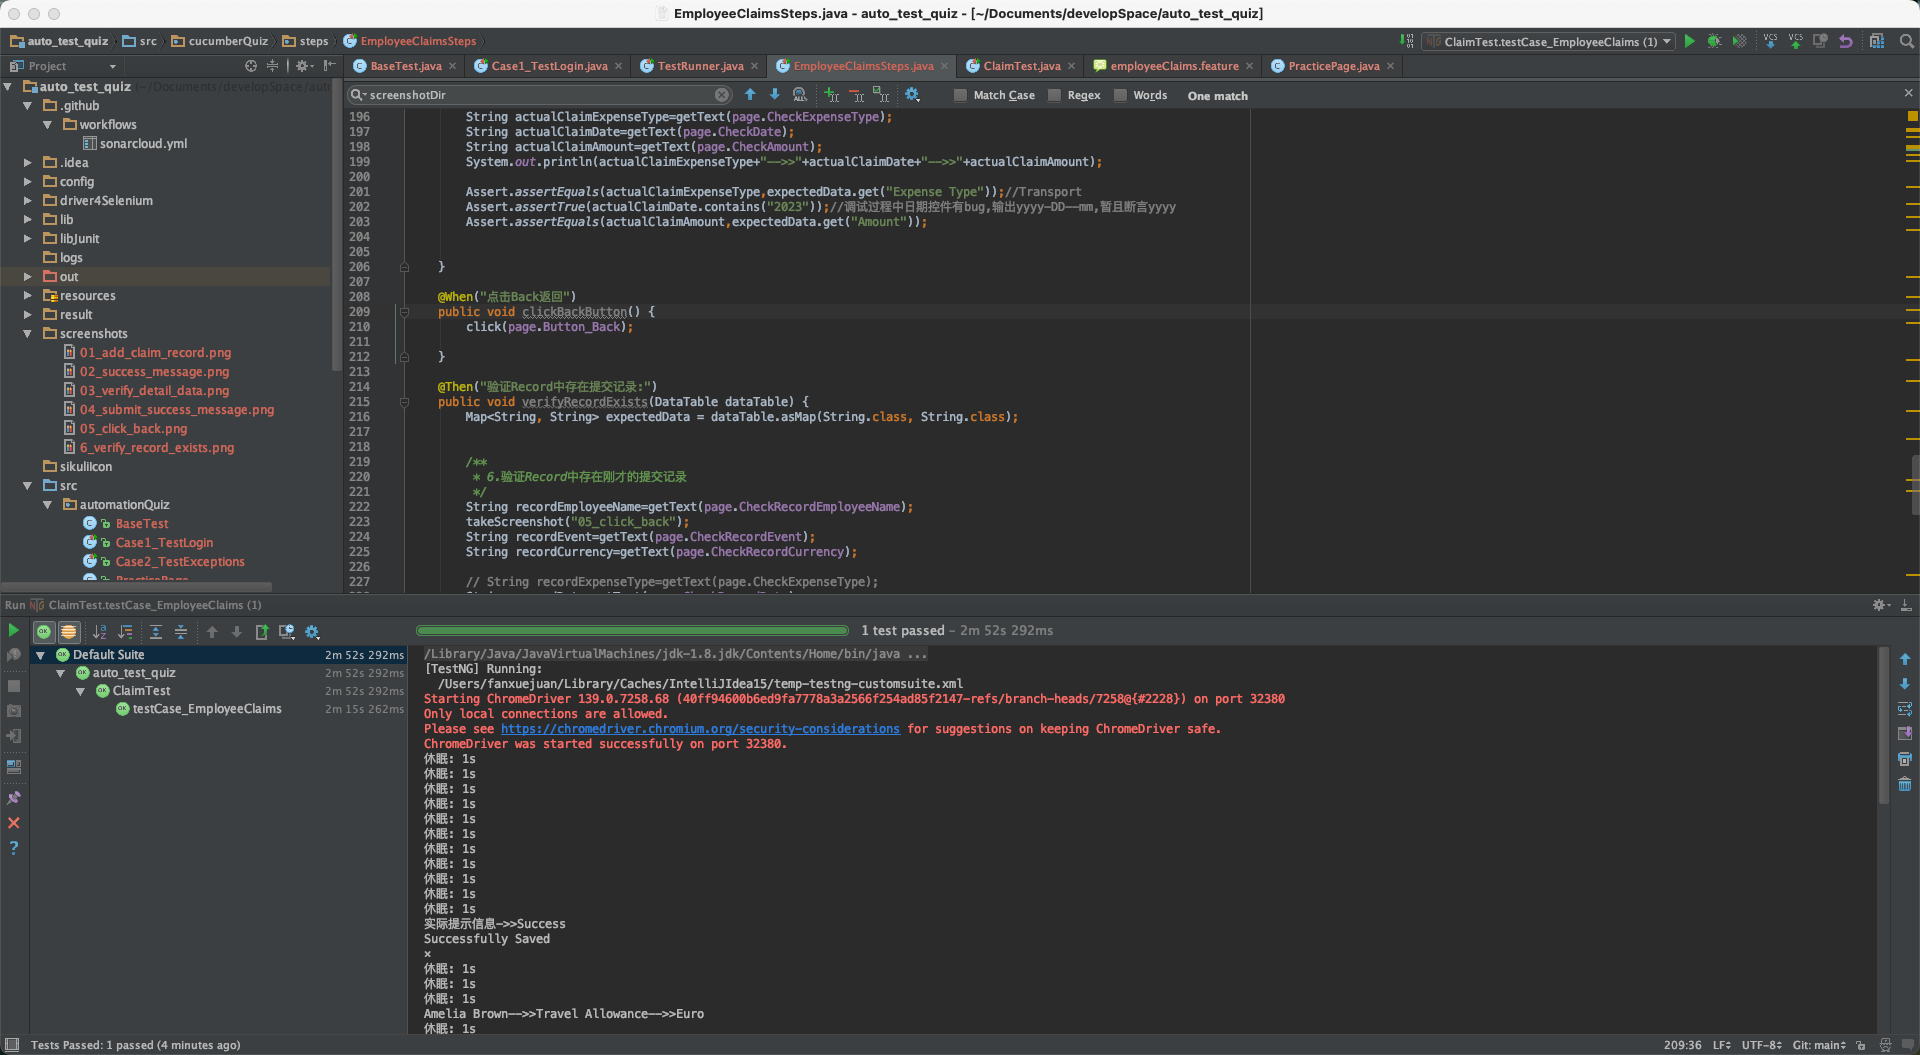 EmployeeClaimsSteps.java - auto_test_quiz - [~/Documents/developSpace/auto_test_quiz]
auto_test_quiz src cucumberQuiz steps EmployeeClaimsSteps
ClaimTest.testCase_EmployeeClaims (1)
VCS VCS
Project
BaseTest.java Case1_TestLogin.java TestRunner.java EmployeeClaimsSteps.java ClaimTest.java employeeClaims.feature PracticePage.java
screenshotDir
Match Case Regex Words One match
auto_test_quiz (~/Documents/developSpace/aut
.github
workflows
sonarcloud.yml
.idea
config
driver4Selenium
lib
libJunit
logs
out
resources
result
screenshots
01_add_claim_record.png
02_success_message.png
03_verify_detail_data.png
04_submit_success_message.png
05_click_back.png
6_verify_record_exists.png
sikuliIcon
src
automationQuiz
BaseTest
Case1_TestLogin
Case2_TestExceptions
PracticePage
196 String actualClaimExpenseType=getText(page.CheckExpenseType);
197 String actualClaimDate=getText(page.CheckDate);
198 String actualClaimAmount=getText(page.CheckAmount);
199 System.out.println(actualClaimExpenseType+"-->>"+actualClaimDate+"-->>"+actualClaimAmount);
200
201 Assert.assertEquals(actualClaimExpenseType,expectedData.get("Expense Type"));//Transport
202 Assert.assertTrue(actualClaimDate.contains("2023"));//调试过程中日期控件有bug,输出yyyy-DD--mm,暂且断言yyyy
203 Assert.assertEquals(actualClaimAmount,expectedData.get("Amount"));
204
205
206 }
207
208 @When("点击Back返回")
209 public void clickBackButton() {
210 click(page.Button_Back);
211
212 }
213
214 @Then("验证Record中存在提交记录:")
215 public void verifyRecordExists(DataTable dataTable) {
216 Map<String, String> expectedData = dataTable.asMap(String.class, String.class);
217
218
219 /**
220 * 6.验证Record中存在刚才的提交记录
221 */
222 String recordEmployeeName=getText(page.CheckRecordEmployeeName);
223 takeScreenshot("05_click_back");
224 String recordEvent=getText(page.CheckRecordEvent);
225 String recordCurrency=getText(page.CheckRecordCurrency);
226
227 // String recordExpenseType=getText(page.CheckExpenseType);
Run ClaimTest.testCase_EmployeeClaims (1)
1 test passed - 2m 52s 292ms
Default Suite 2m 52s 292ms
auto_test_quiz 2m 52s 292ms
ClaimTest 2m 52s 292ms
testCase_EmployeeClaims 2m 15s 262ms
/Library/Java/JavaVirtualMachines/jdk-1.8.jdk/Contents/Home/bin/java ...
[TestNG] Running:
/Users/fanxuejuan/Library/Caches/IntelliJIdea15/temp-testng-customsuite.xml
Starting ChromeDriver 139.0.7258.68 (40ff94600b6ed9fa7778a3a2566f254ad85f2147-refs/branch-heads/7258@{#2228}) on port 32380
Only local connections are allowed.
Please see https://chromedriver.chromium.org/security-considerations for suggestions on keeping ChromeDriver safe.
ChromeDriver was started successfully on port 32380.
休眠: 1s
休眠: 1s
休眠: 1s
休眠: 1s
休眠: 1s
休眠: 1s
休眠: 1s
休眠: 1s
休眠: 1s
休眠: 1s
休眠: 1s
实际提示信息->>Success
Successfully Saved
×
休眠: 1s
休眠: 1s
休眠: 1s
Amelia Brown-->>Travel Allowance-->>Euro
休眠: 1s
Tests Passed: 1 passed (4 minutes ago)
209:36 LF UTF-8 Git: main